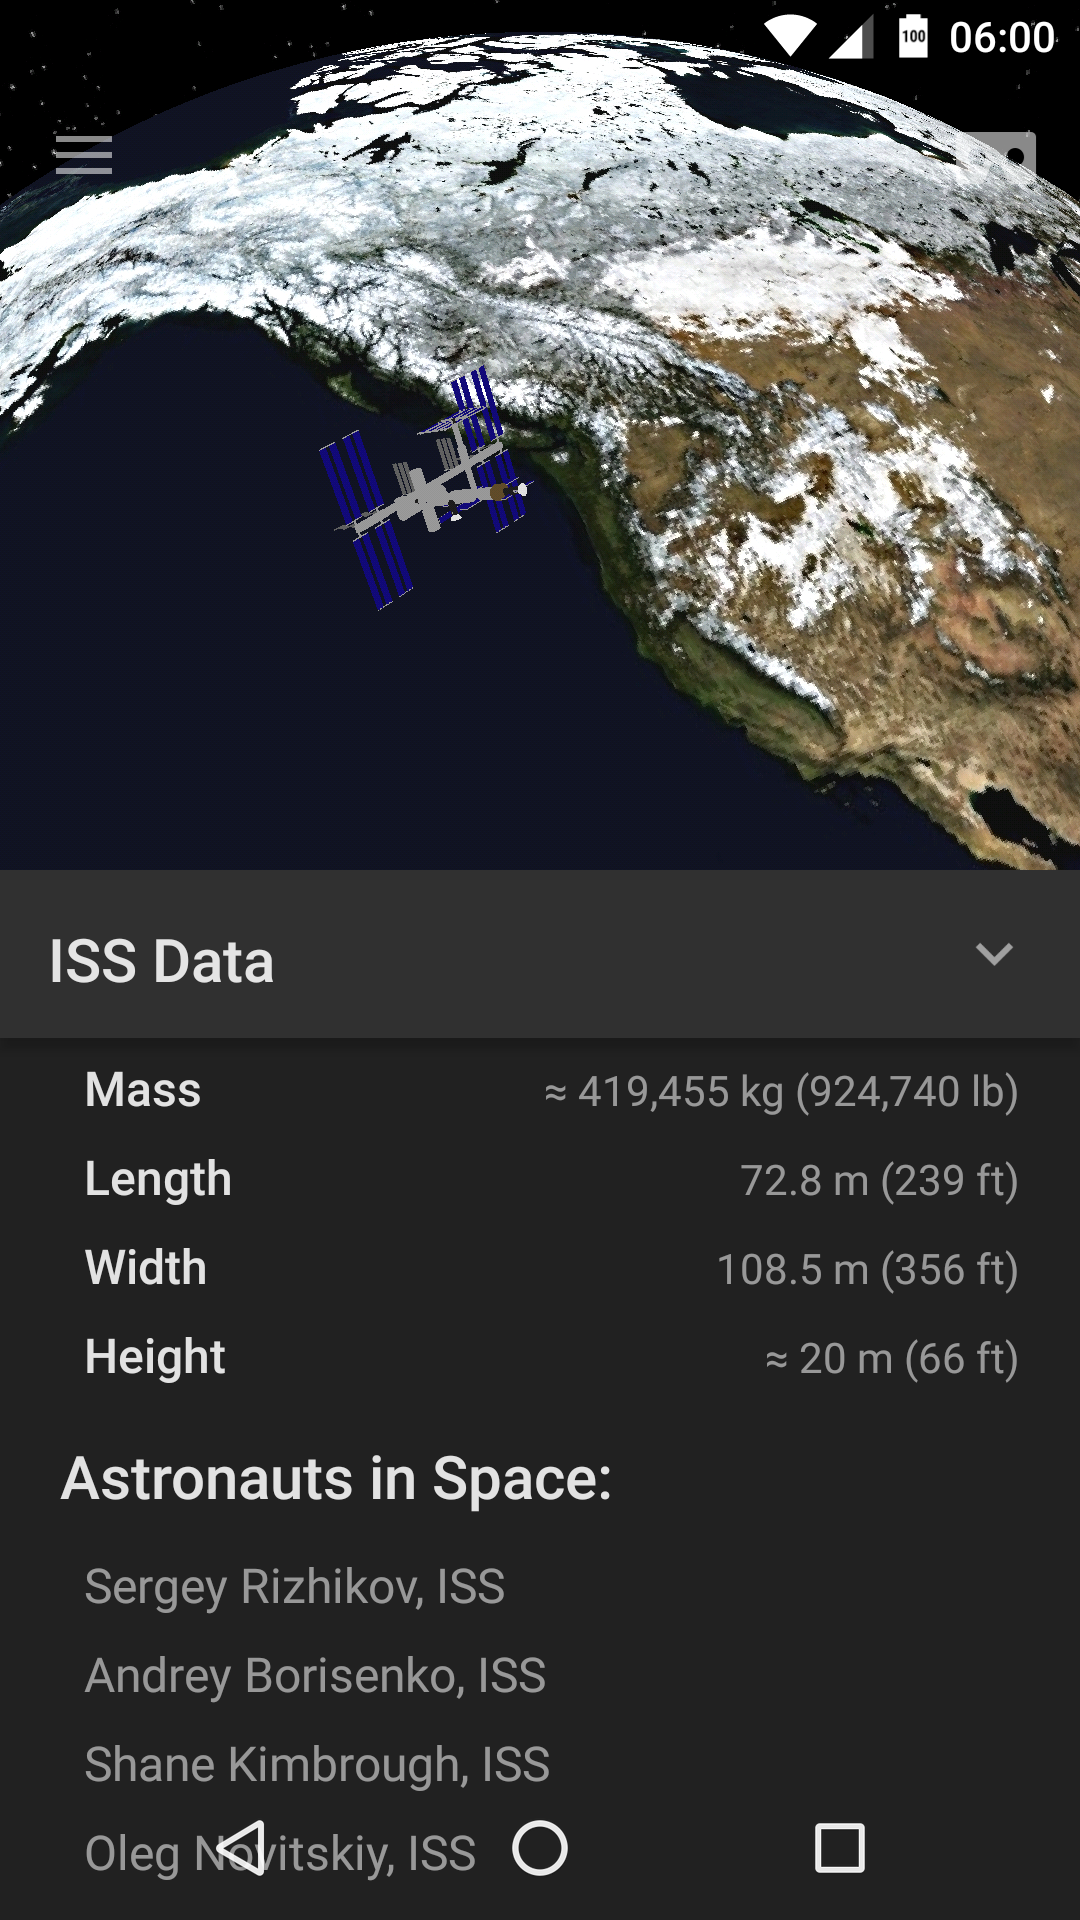 100 06:00
ISS Data
Mass ≈ 419,455 kg (924,740 lb)
Length 72.8 m (239 ft)
Width 108.5 m (356 ft)
Height ≈ 20 m (66 ft)
Astronauts in Space:
Sergey Rizhikov, ISS
Andrey Borisenko, ISS
Shane Kimbrough, ISS
Oleg Novitskiy, ISS